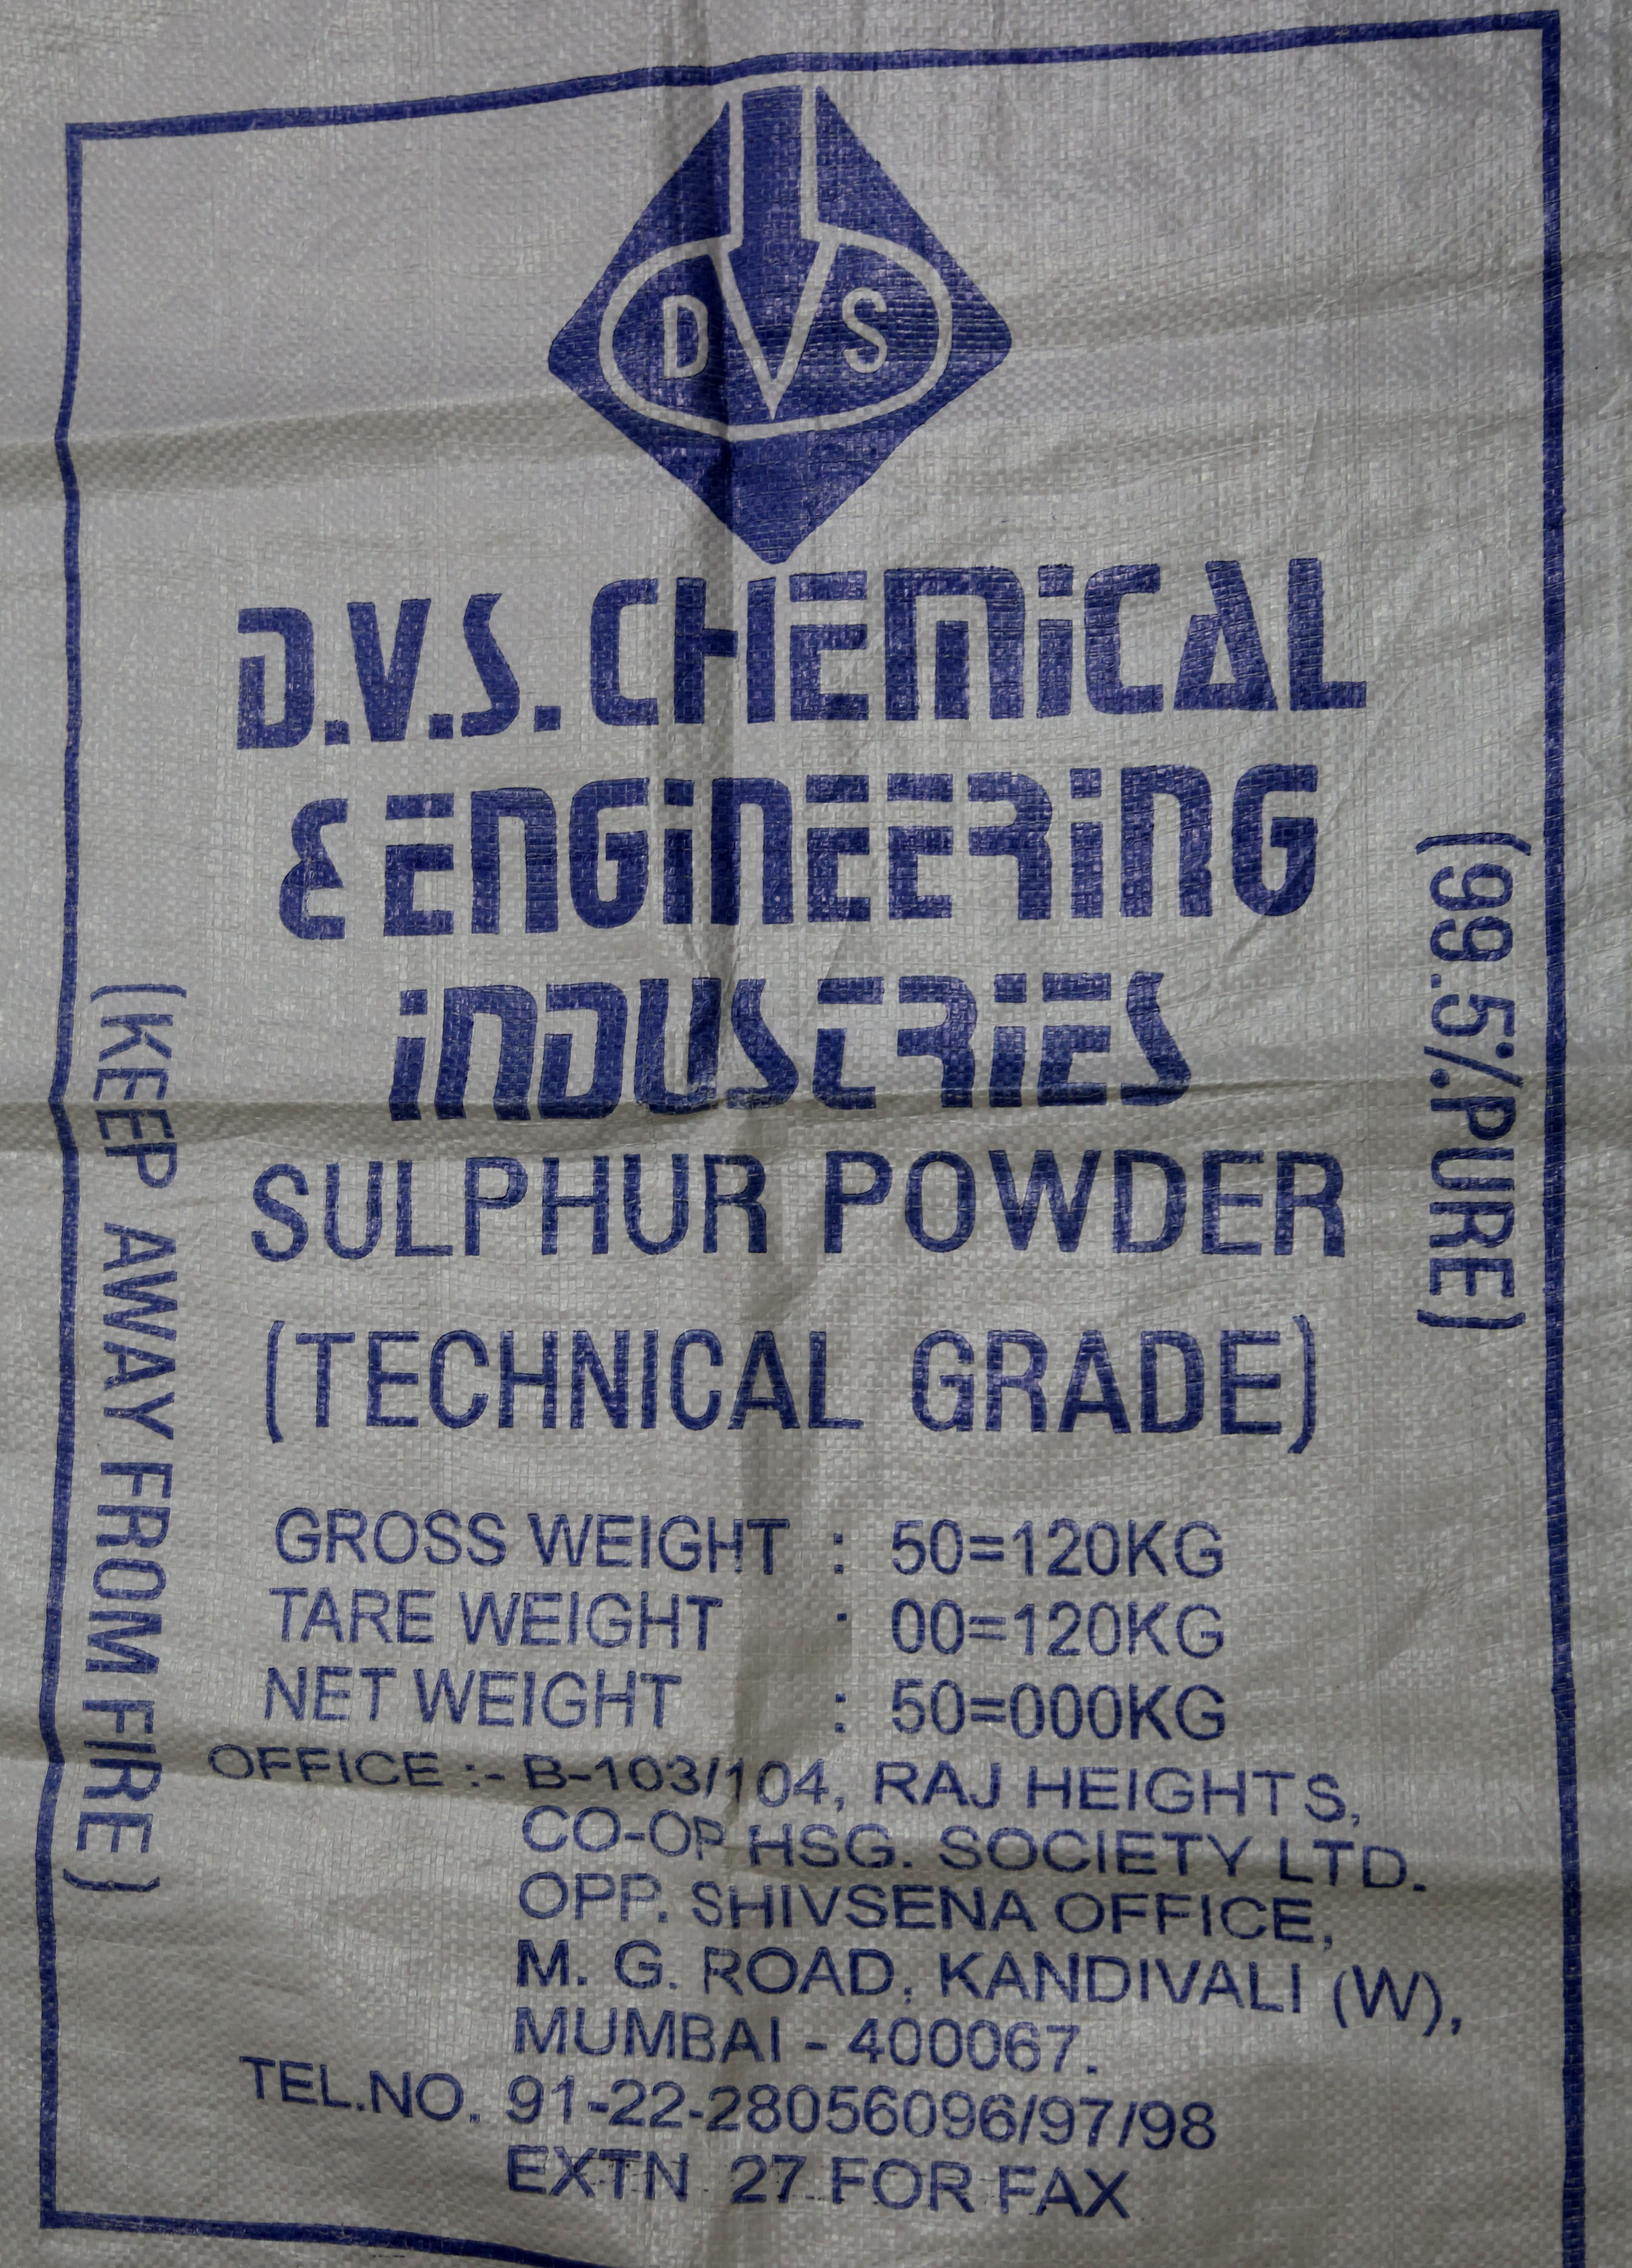 DVS
D.V.S. CHEMICAL
& ENGINEERING
INDUSTRIES
SULPHUR POWDER
(TECHNICAL GRADE)
(KEEP AWAY FROM FIRE)
(99.5%PURE)
GROSS WEIGHT : 50=120KG
TARE WEIGHT : 00=120KG
NET WEIGHT : 50=000KG
OFFICE :- B-103/104, RAJ HEIGHTS,
CO-OP HSG. SOCIETY LTD.
OPP. SHIVSENA OFFICE,
M. G. ROAD, KANDIVALI (W),
MUMBAI - 400067.
TEL.NO. 91-22-28056096/97/98
EXTN 27 FOR FAX